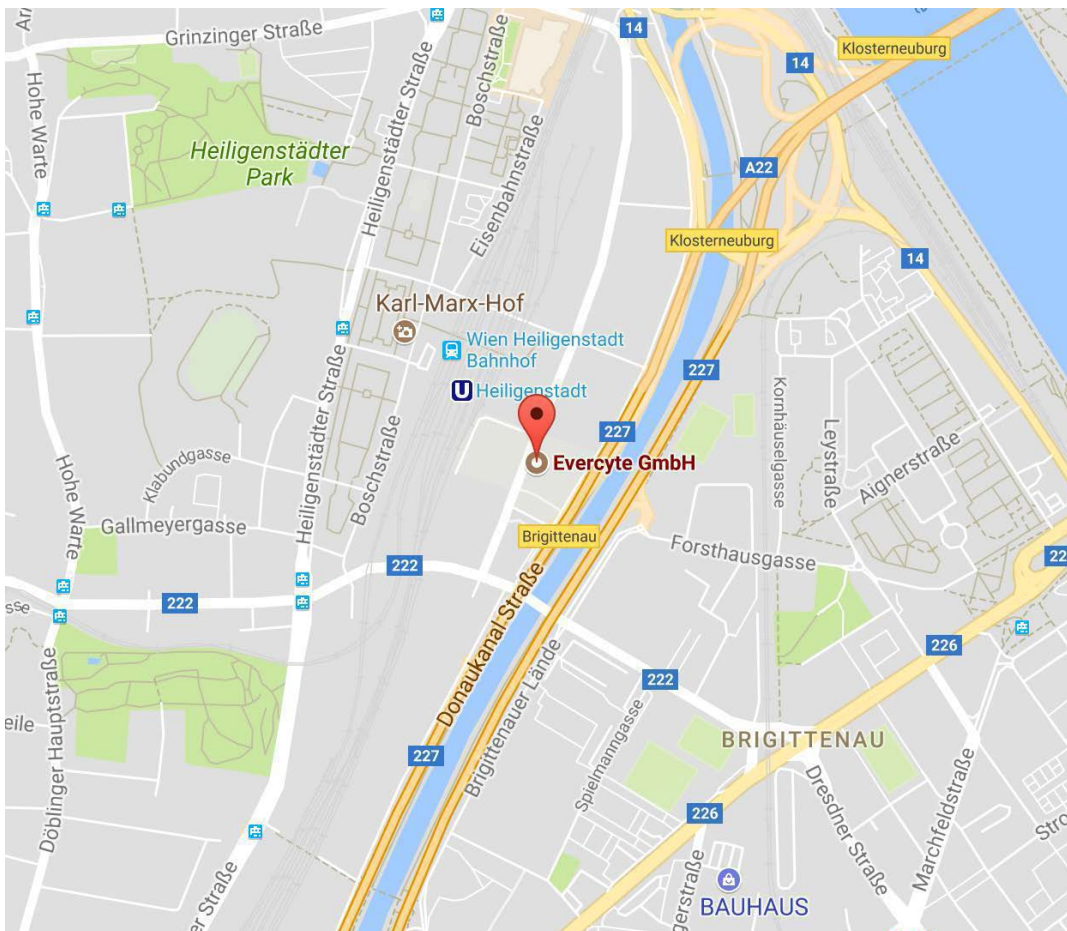 Grinzinger Straße
14
Klosterneuburg
14
Hohe Warte
Heiligenstädter Straße
Boschstraße
Heiligenstädter
Park
Eisenbahnstraße
A22
Klosterneuburg
14
Karl-Marx-Hof
Wien Heiligenstadt
Bahnhof
U Heiligenstadt
227
Kornhäuselgasse
Leystraße
Aignerstraße
Heiligenstädter Straße
Boschstraße
227
Evercyte GmbH
Klabundgasse
Hohe Warte
Gallmeyergasse
Brigittenau
Forsthausgasse
222
222
Donaukanal-Straße
226
222
Döblinger Hauptstraße
Brigittenauer Lände
Spielmanngasse
BRIGITTENAU
227
226
Dresdner Straße
Marchfeldstraße
BAUHAUS